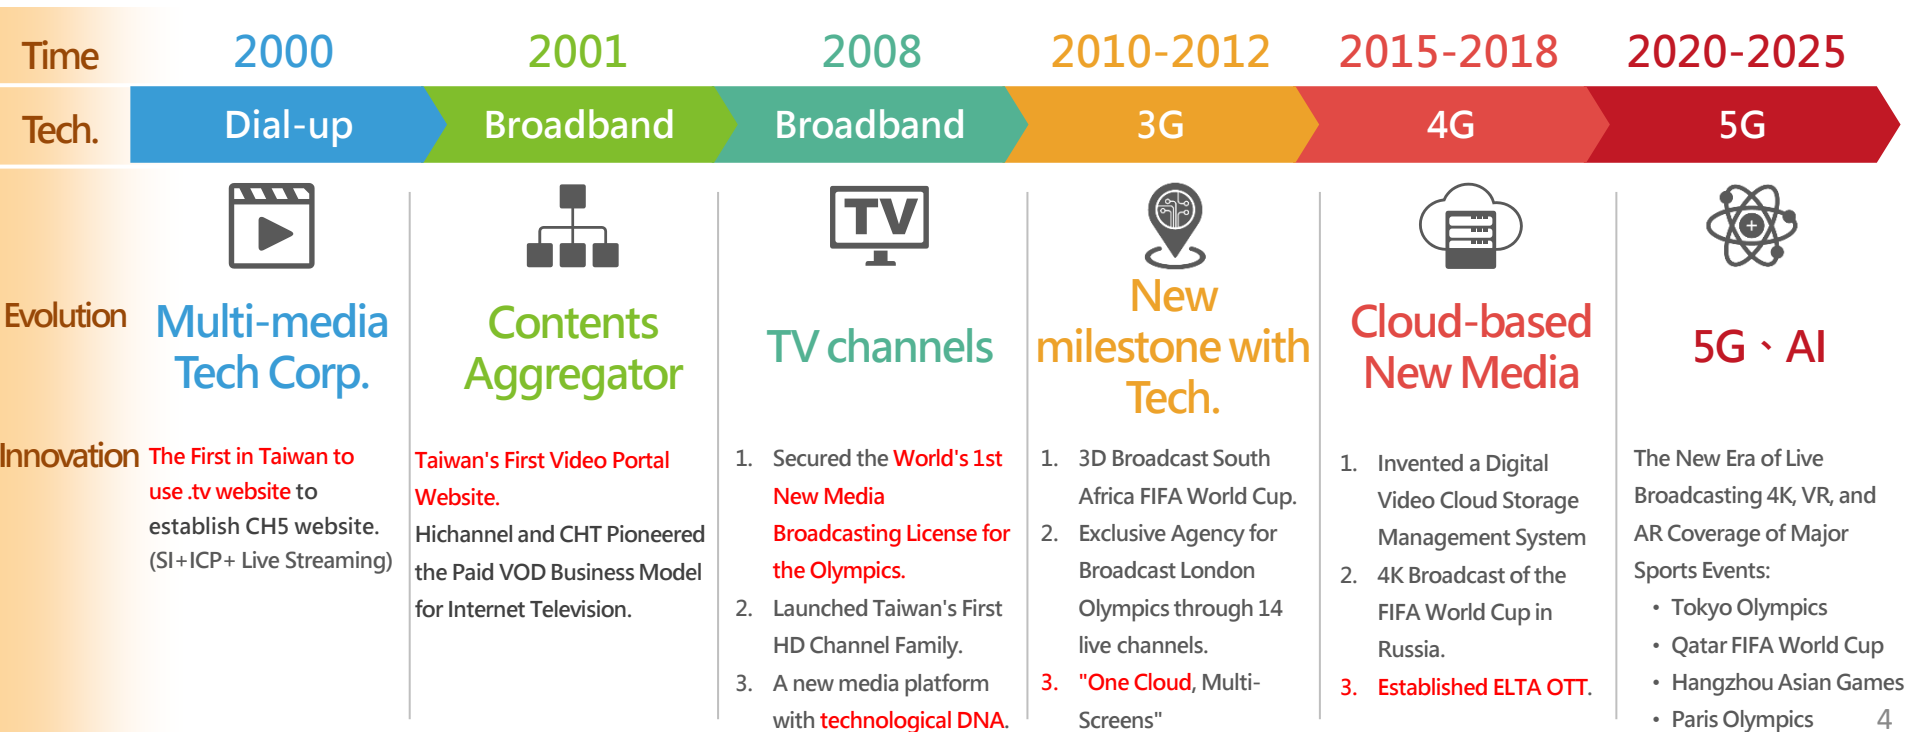 Time
2000
2001
2008
2010-2012
2015-2018
2020-2025
Tech.
Dial-up
Broadband
Broadband
3G
4G
5G
TV
Evolution
Multi-media
Tech Corp.
Contents
Aggregator
TV channels
New
milestone with
Tech.
Cloud-based
New Media
5G、AI
Innovation
The First in Taiwan to
use .tv website to
establish CH5 website.
(SI+ICP+ Live Streaming)
Taiwan's First Video Portal
Website.
Hichannel and CHT Pioneered
the Paid VOD Business Model
for Internet Television.
1. Secured the World's 1st
New Media
Broadcasting License for
the Olympics.
2. Launched Taiwan's First
HD Channel Family.
3. A new media platform
with technological DNA.
1. 3D Broadcast South
Africa FIFA World Cup.
2. Exclusive Agency for
Broadcast London
Olympics through 14
live channels.
3. "One Cloud, Multi-
Screens"
1. Invented a Digital
Video Cloud Storage
Management System
2. 4K Broadcast of the
FIFA World Cup in
Russia.
3. Established ELTA OTT.
The New Era of Live
Broadcasting 4K, VR, and
AR Coverage of Major
Sports Events:
• Tokyo Olympics
• Qatar FIFA World Cup
• Hangzhou Asian Games
• Paris Olympics
4